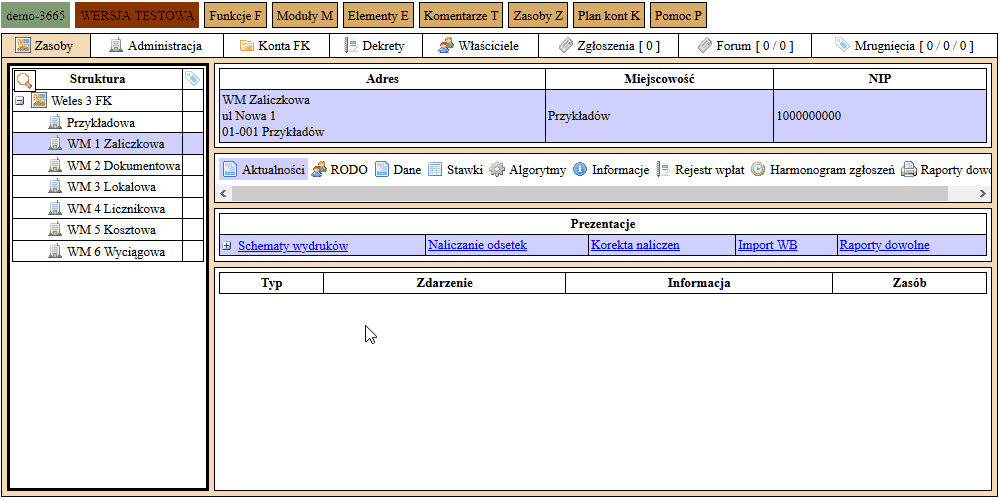 demo-3665 WERSJA TESTOWA Funkcje F Moduły M Elementy E Komentarze T Zasoby Z Plan kont K Pomoc P
Zasoby Administracja Konta FK Dekrety Właściciele Zgłoszenia [ 0 ] Forum [ 0 / 0 ] Mrugnięcia [ 0 / 0 / 0 ]
Struktura
Weles 3 FK
Przykładowa
WM 1 Zaliczkowa
WM 2 Dokumentowa
WM 3 Lokalowa
WM 4 Licznikowa
WM 5 Kosztowa
WM 6 Wyciągowa
Adres Miejscowość NIP
WM Zaliczkowa
ul Nowa 1
01-001 Przykładów
Przykładów
1000000000
Aktualności RODO Dane Stawki Algorytmy Informacje Rejestr wpłat Harmonogram zgłoszeń Raporty dowo
Prezentacje
Schematy wydruków Naliczanie odsetek Korekta naliczen Import WB Raporty dowolne
Typ Zdarzenie Informacja Zasób